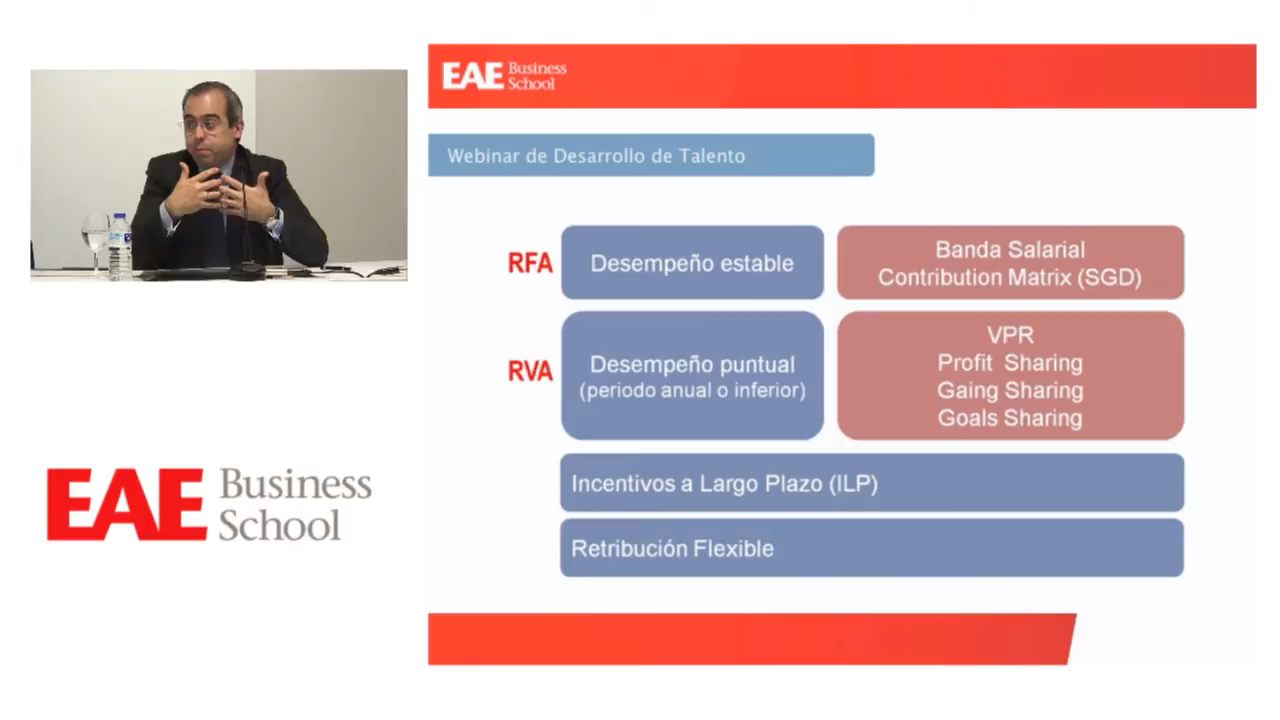 EAE Business
School
Webinar de Desarrollo de Talento
RFA
Desempeño estable
Banda Salarial
Contribution Matrix (SGD)
RVA
Desempeño puntual
(periodo anual o inferior)
VPR
Profit Sharing
Gaing Sharing
Goals Sharing
Incentivos a Largo Plazo (ILP)
Retribución Flexible
EAE Business
School